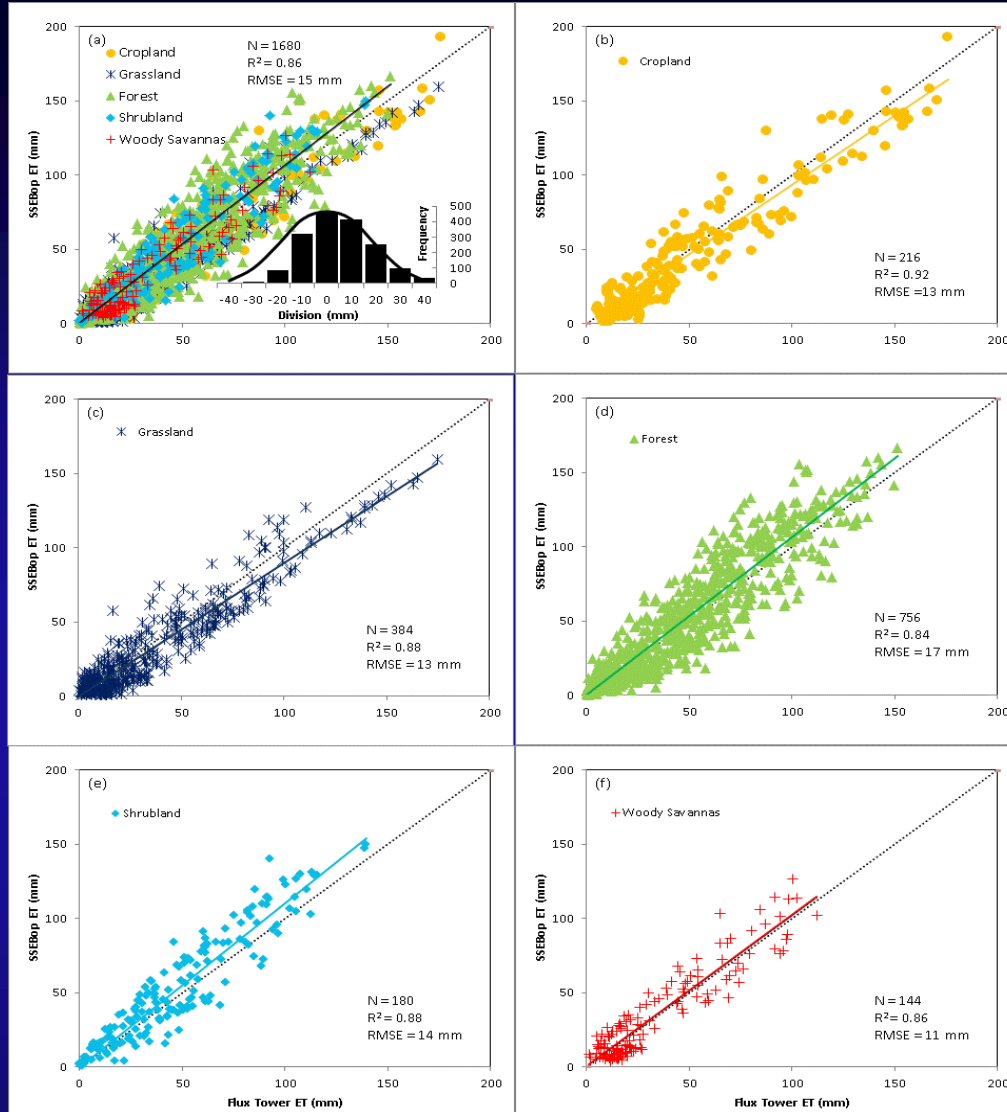 (a)
Cropland
Grassland
Forest
Shrubland
Woody Savannas
N = 1680
R² = 0.86
RMSE = 15 mm
SSEBop ET (mm)
200
150
100
50
0
0 50 100 150 200
Frequency
500
400
300
200
100
0
-40 -30 -20 -10 0 10 20 30 40
Division (mm)
(b)
Cropland
N = 216
R² = 0.92
RMSE =13 mm
SSEBop ET (mm)
200
150
100
50
0
0 50 100 150 200
(c)
Grassland
N = 384
R² = 0.88
RMSE = 13 mm
SSEBop ET (mm)
200
150
100
50
0
0 50 100 150 200
(d)
Forest
N = 756
R² = 0.84
RMSE = 17 mm
SSEBop ET (mm)
200
150
100
50
0
0 50 100 150 200
(e)
Shrubland
N = 180
R² = 0.88
RMSE = 14 mm
SSEBop ET (mm)
200
150
100
50
0
0 50 100 150 200
Flux Tower ET (mm)
(f)
Woody Savannas
N = 144
R² = 0.86
RMSE = 11 mm
SSEBop ET (mm)
200
150
100
50
0
0 50 100 150 200
Flux Tower ET (mm)